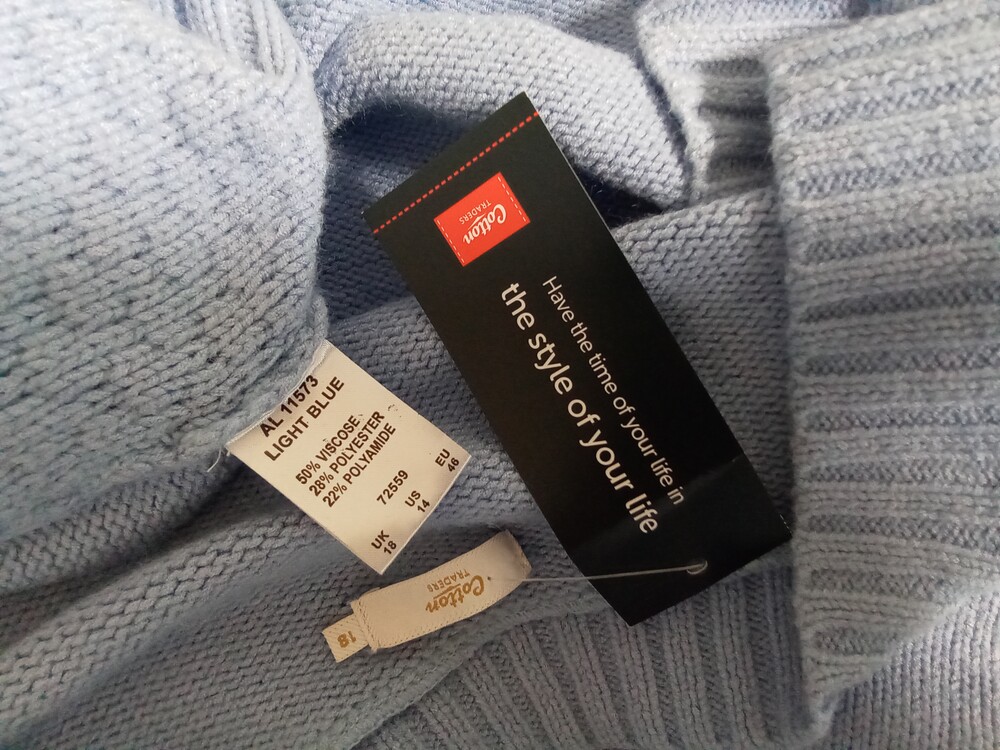 Cotton
TRADERS
Have the time of your life in
the style of your life
AL 11573
LIGHT BLUE
50% VISCOSE
28% POLYESTER
22% POLYAMIDE
72559
UK US EU
18 14 46
Cotton
TRADERS
18